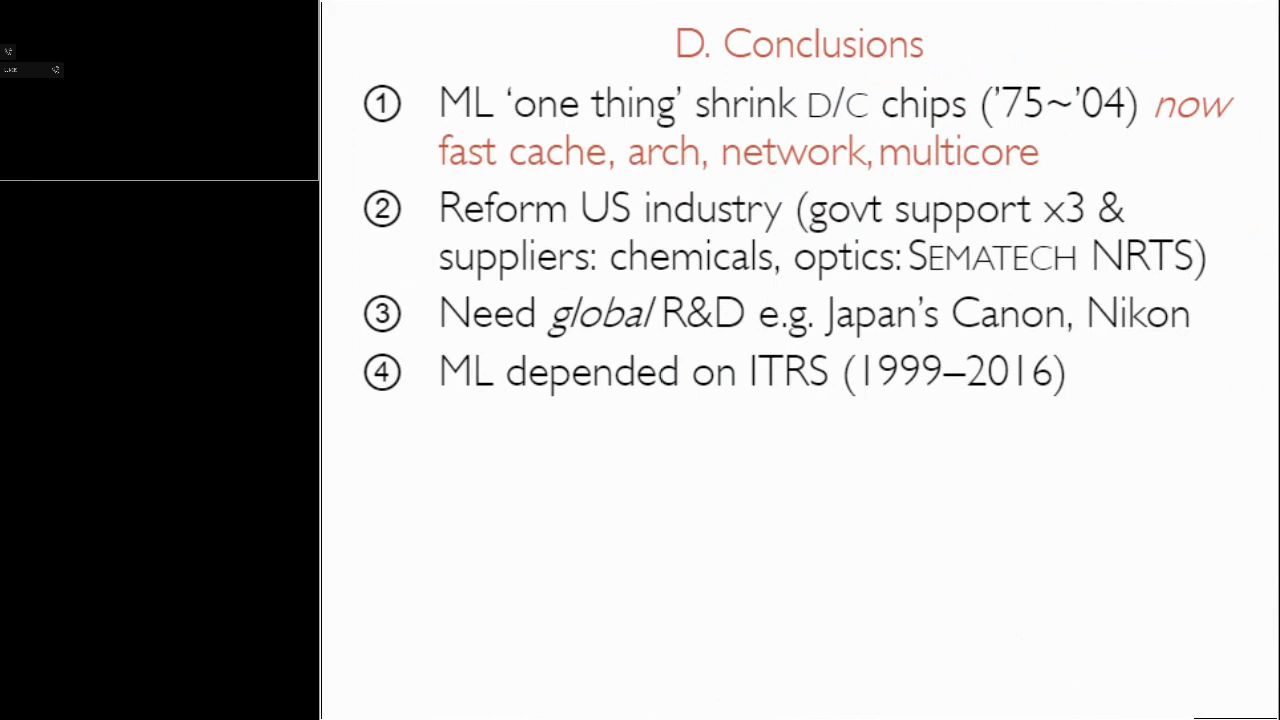 D. Conclusions
① ML ‘one thing’ shrink D/C chips (’75~’04) now
fast cache, arch, network, multicore
② Reform US industry (govt support x3 &
suppliers: chemicals, optics: SEMATECH NRTS)
③ Need global R&D e.g. Japan’s Canon, Nikon
④ ML depended on ITRS (1999–2016)